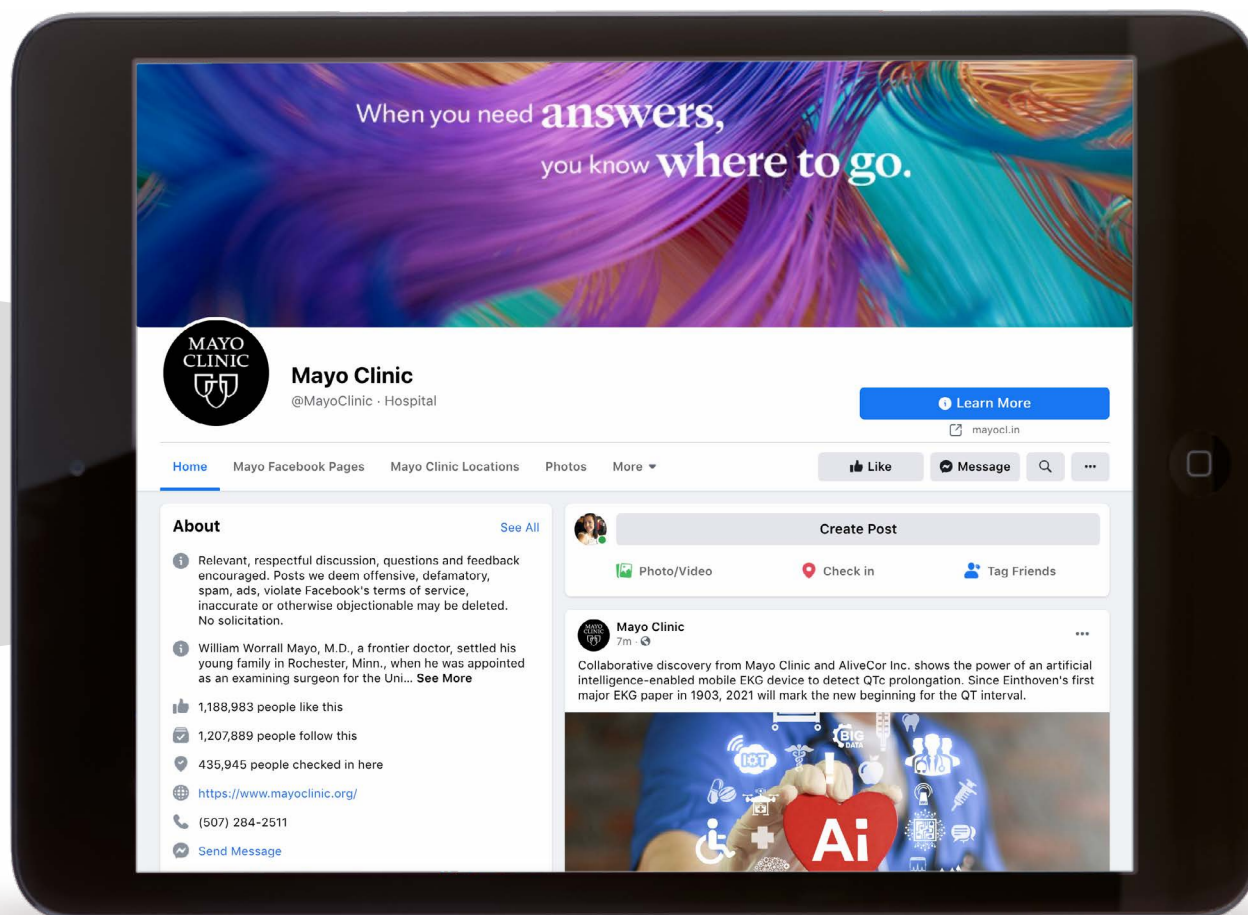 When you need answers,
you know where to go.
MAYO
CLINIC
Mayo Clinic
@MayoClinic · Hospital
Learn More
mayocl.in
Home Mayo Facebook Pages Mayo Clinic Locations Photos More
Like Message
About See All
Relevant, respectful discussion, questions and feedback
encouraged. Posts we deem offensive, defamatory,
spam, ads, violate Facebook's terms of service,
inaccurate or otherwise objectionable may be deleted.
No solicitation.
William Worrall Mayo, M.D., a frontier doctor, settled his
young family in Rochester, Minn., when he was appointed
as an examining surgeon for the Uni... See More
1,188,983 people like this
1,207,889 people follow this
435,945 people checked in here
https://www.mayoclinic.org/
(507) 284-2511
Send Message
Create Post
Photo/Video Check in Tag Friends
MAYO
CLINIC
Mayo Clinic
7m ·
Collaborative discovery from Mayo Clinic and AliveCor Inc. shows the power of an artificial
intelligence-enabled mobile EKG device to detect QTc prolongation. Since Einthoven's first
major EKG paper in 1903, 2021 will mark the new beginning for the QT interval.
BIG
DATA
IOT
Ai